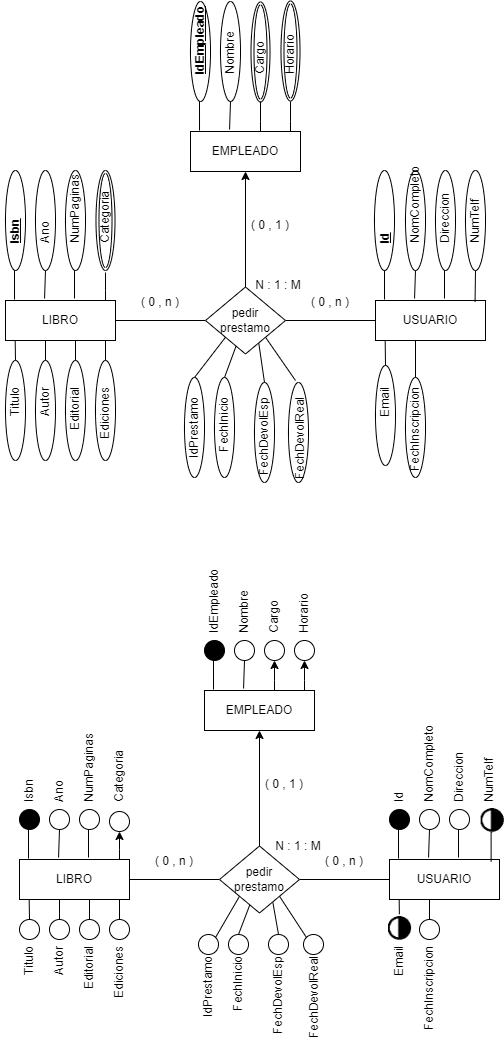 IdEmpleado
Nombre
Cargo
Horario
EMPLEADO
( 0 , 1 )
Isbn
Ano
NumPaginas
Categoria
Id
NomCompleto
Direccion
NumTelf
N : 1 : M
LIBRO
( 0 , n )
pedir
prestamo
( 0 , n )
USUARIO
Titulo
Autor
Editorial
Ediciones
IdPrestamo
FechInicio
FechDevolEsp
FechDevolReal
Email
FechInscripcion
IdEmpleado
Nombre
Cargo
Horario
EMPLEADO
( 0 , 1 )
Isbn
Ano
NumPaginas
Categoria
Id
NomCompleto
Direccion
NumTelf
N : 1 : M
LIBRO
( 0 , n )
pedir
prestamo
( 0 , n )
USUARIO
Titulo
Autor
Editorial
Ediciones
IdPrestamo
FechInicio
FechDevolEsp
FechDevolReal
Email
FechInscripcion